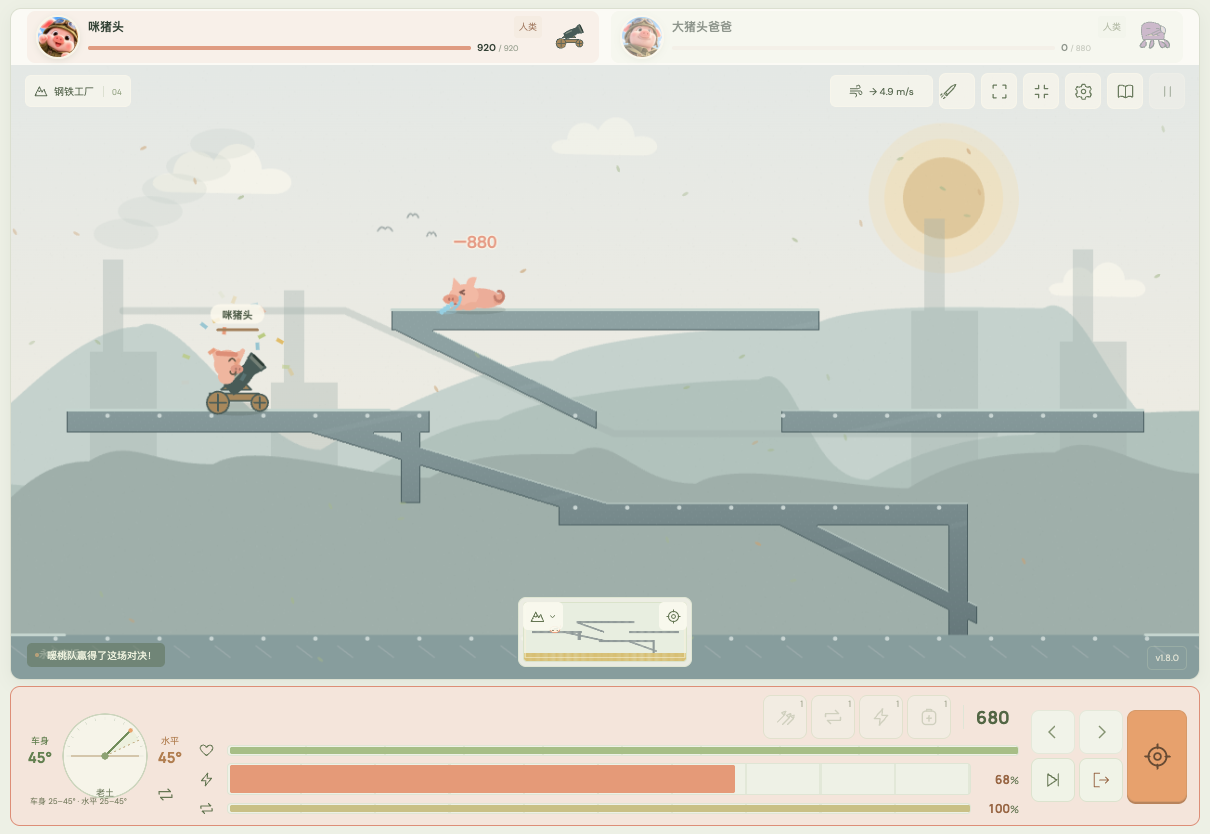 咪猪头
人类
920 / 920
大猪头爸爸
人类
0 / 880
钢铁工厂
04
→ 4.9 m/s
−880
咪猪头
暖桃队赢得了这场对决!
v1.8.0
1
1
1
1
680
车身
45°
水平
45°
老土
车身 25–45° · 水平 25–45°
68%
100%